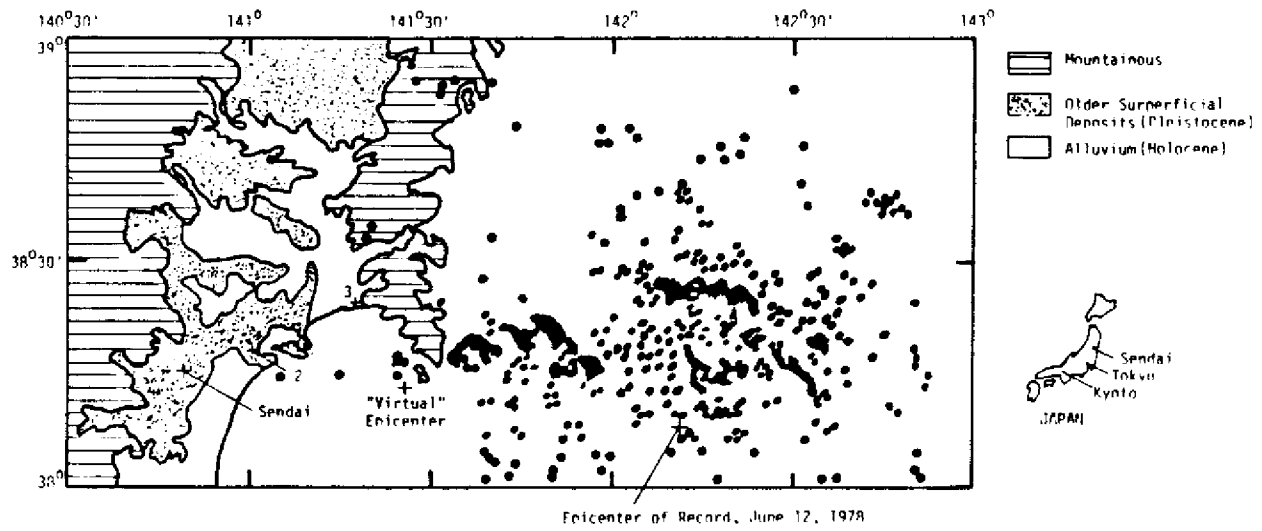 140°30' 141° 141°30' 142° 142°30' 143°
39°
38°30'
38°
3
2
Sendai
"Virtual"
Epicenter
Epicenter of Record, June 12, 1978
Mountainous
Older Surperficial
Deposits(Pleistocene)
Alluvium(Holocene)
Sendai
Tokyo
Kyoto
JAPAN